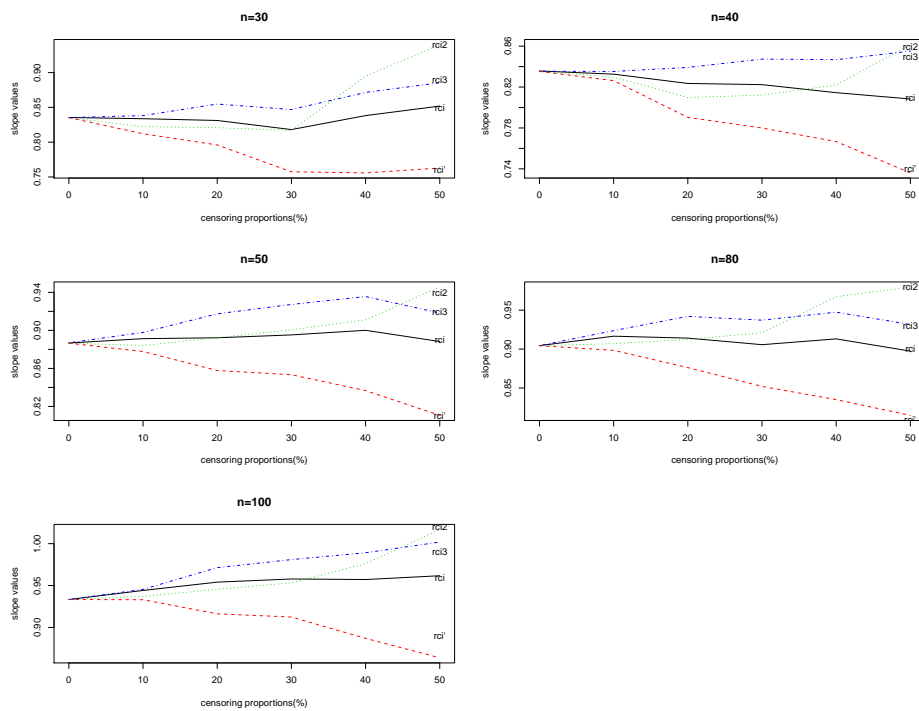 n=30
slope values
0.75 0.80 0.85 0.90
rci2
rci3
rci
rci'
0 10 20 30 40 50
censoring proportions(%)
n=40
slope values
0.74 0.78 0.82 0.86
rci2
rci3
rci
rci'
0 10 20 30 40 50
censoring proportions(%)
n=50
slope values
0.82 0.86 0.90 0.94
rci2
rci3
rci
rci'
0 10 20 30 40 50
censoring proportions(%)
n=80
slope values
0.85 0.90 0.95
rci2
rci3
rci
rci'
0 10 20 30 40 50
censoring proportions(%)
n=100
slope values
0.90 0.95 1.00
rci2
rci3
rci
rci'
0 10 20 30 40 50
censoring proportions(%)